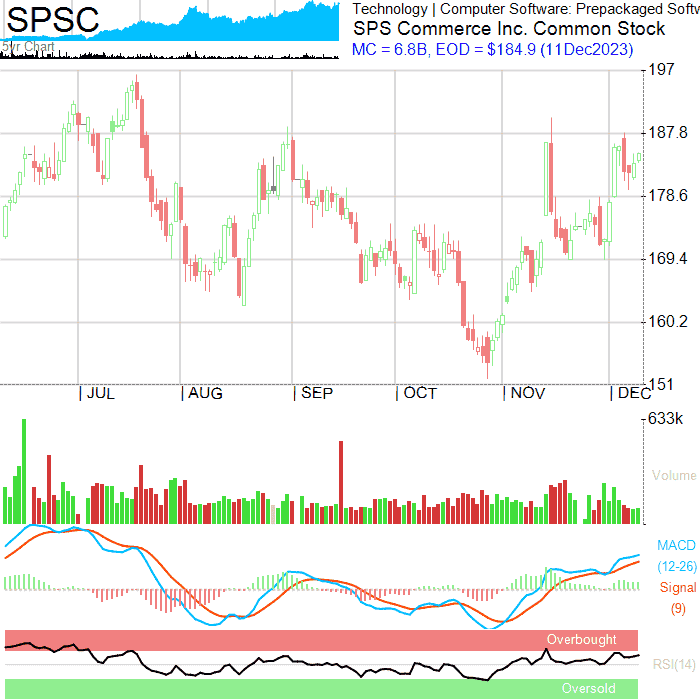 SPSC
5yr Chart
Technology | Computer Software: Prepackaged Softw
SPS Commerce Inc. Common Stock
MC = 6.8B, EOD = $184.9 (11Dec2023)
197
187.8
178.6
169.4
160.2
151
| JUL | AUG | SEP | OCT | NOV | DEC
633k
Volume
MACD
(12-26)
Signal
(9)
Overbought
RSI(14)
Oversold